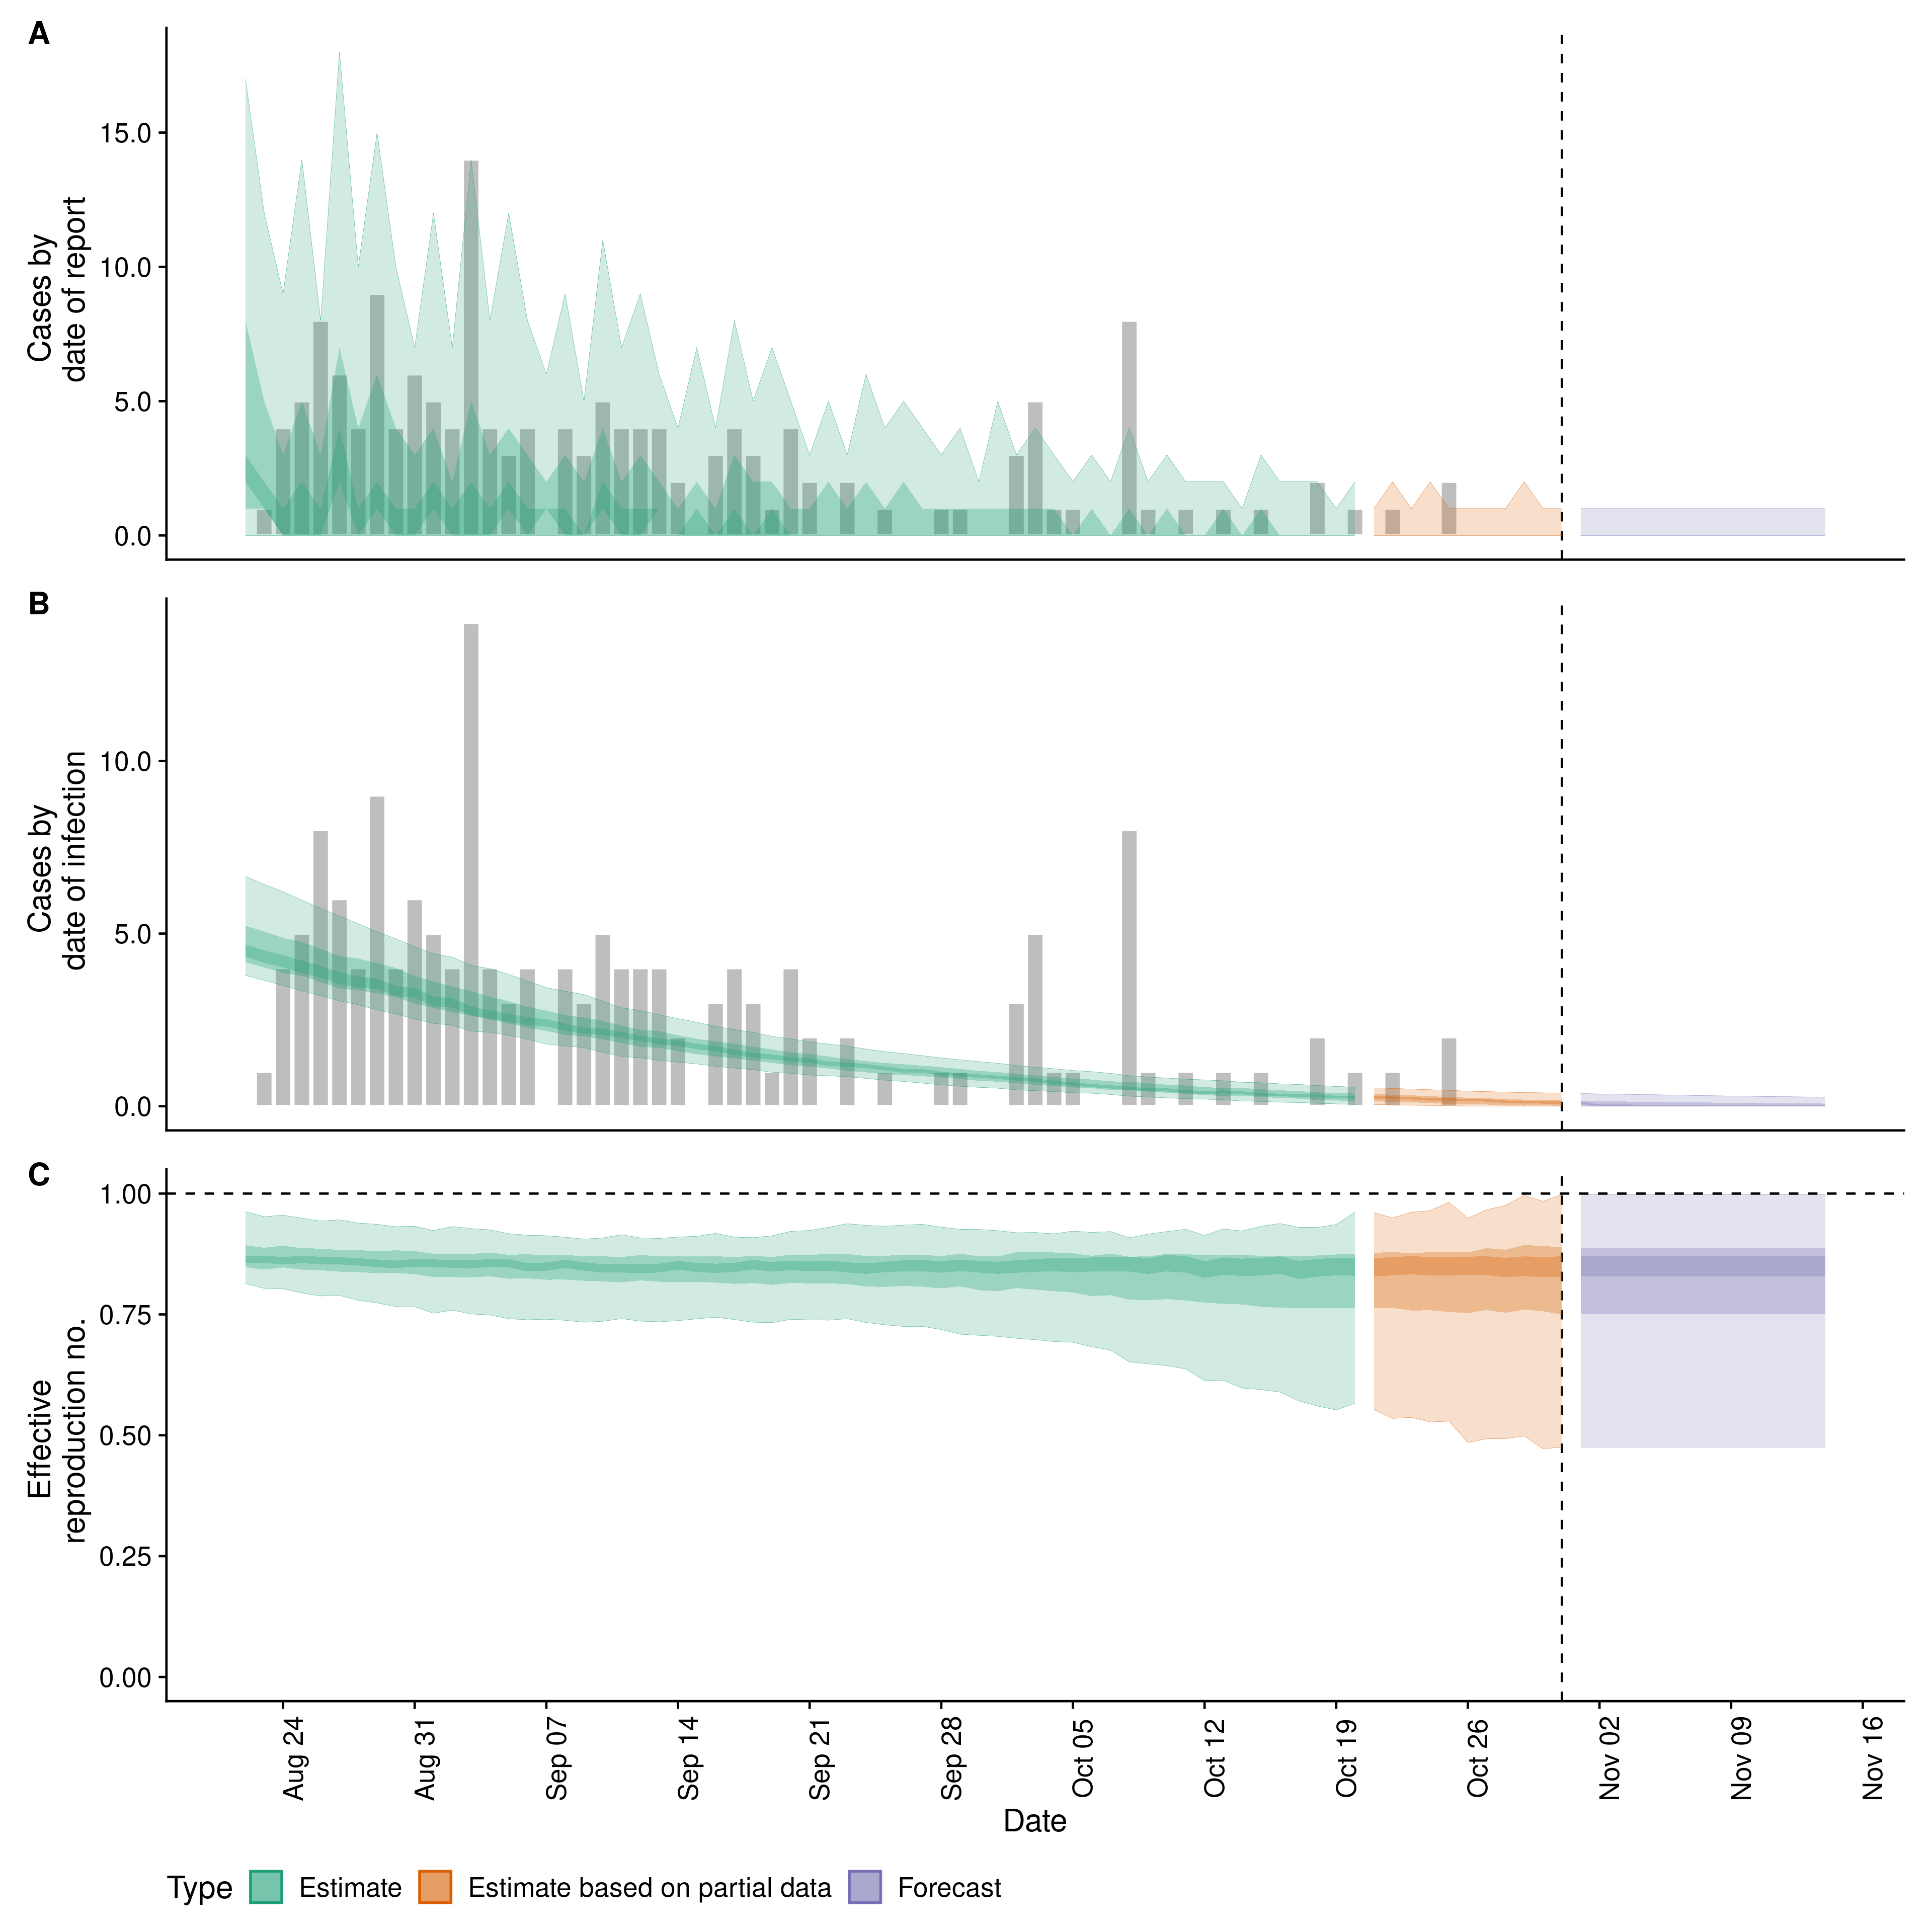 A
Cases by
date of report
15.0
10.0
5.0
0.0
B
Cases by
date of infection
10.0
5.0
0.0
C
Effective
reproduction no.
1.00
0.75
0.50
0.25
0.00
Aug 24
Aug 31
Sep 07
Sep 14
Sep 21
Sep 28
Oct 05
Oct 12
Oct 19
Oct 26
Nov 02
Nov 09
Nov 16
Date
Type Estimate Estimate based on partial data Forecast